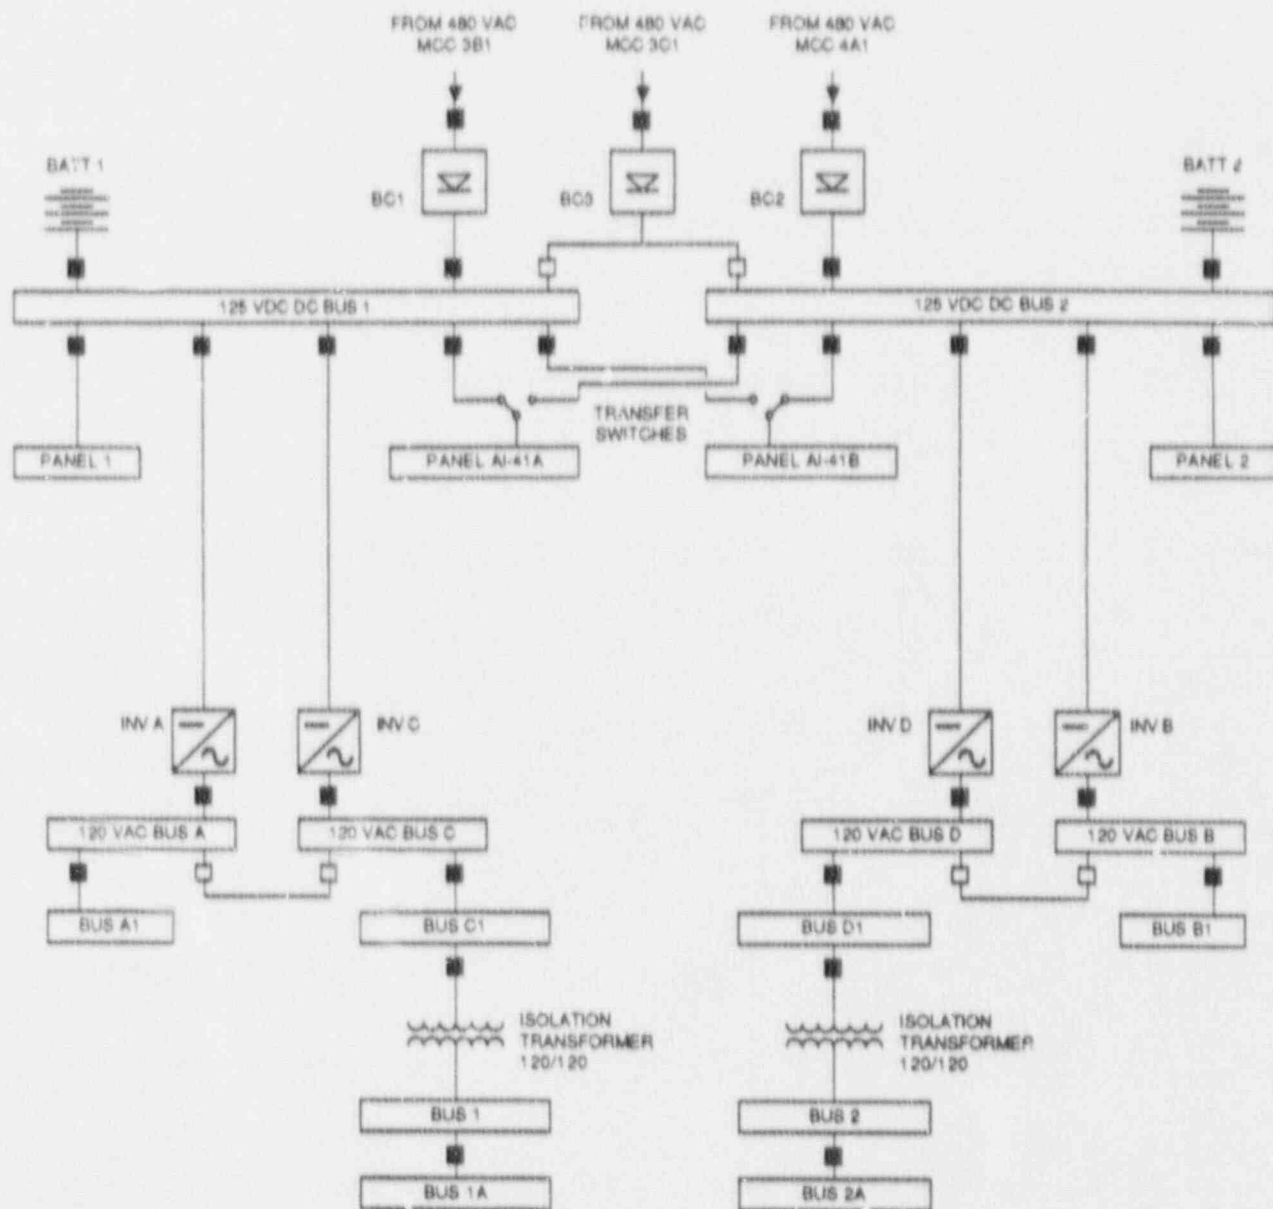 FROM 480 VAC
MCC 3B1
FROM 480 VAC
MCC 3C1
FROM 480 VAC
MCC 4A1
BATT 1
BC1
BC3
BC2
BATT 2
125 VDC DC BUS 1
125 VDC DC BUS 2
TRANSFER
SWITCHES
PANEL 1
PANEL AI-41A
PANEL AI-41B
PANEL 2
INV A
INV C
INV D
INV B
120 VAC BUS A
120 VAC BUS C
120 VAC BUS D
120 VAC BUS B
BUS A1
BUS C1
BUS D1
BUS B1
ISOLATION
TRANSFORMER
120/120
ISOLATION
TRANSFORMER
120/120
BUS 1
BUS 2
BUS 1A
BUS 2A